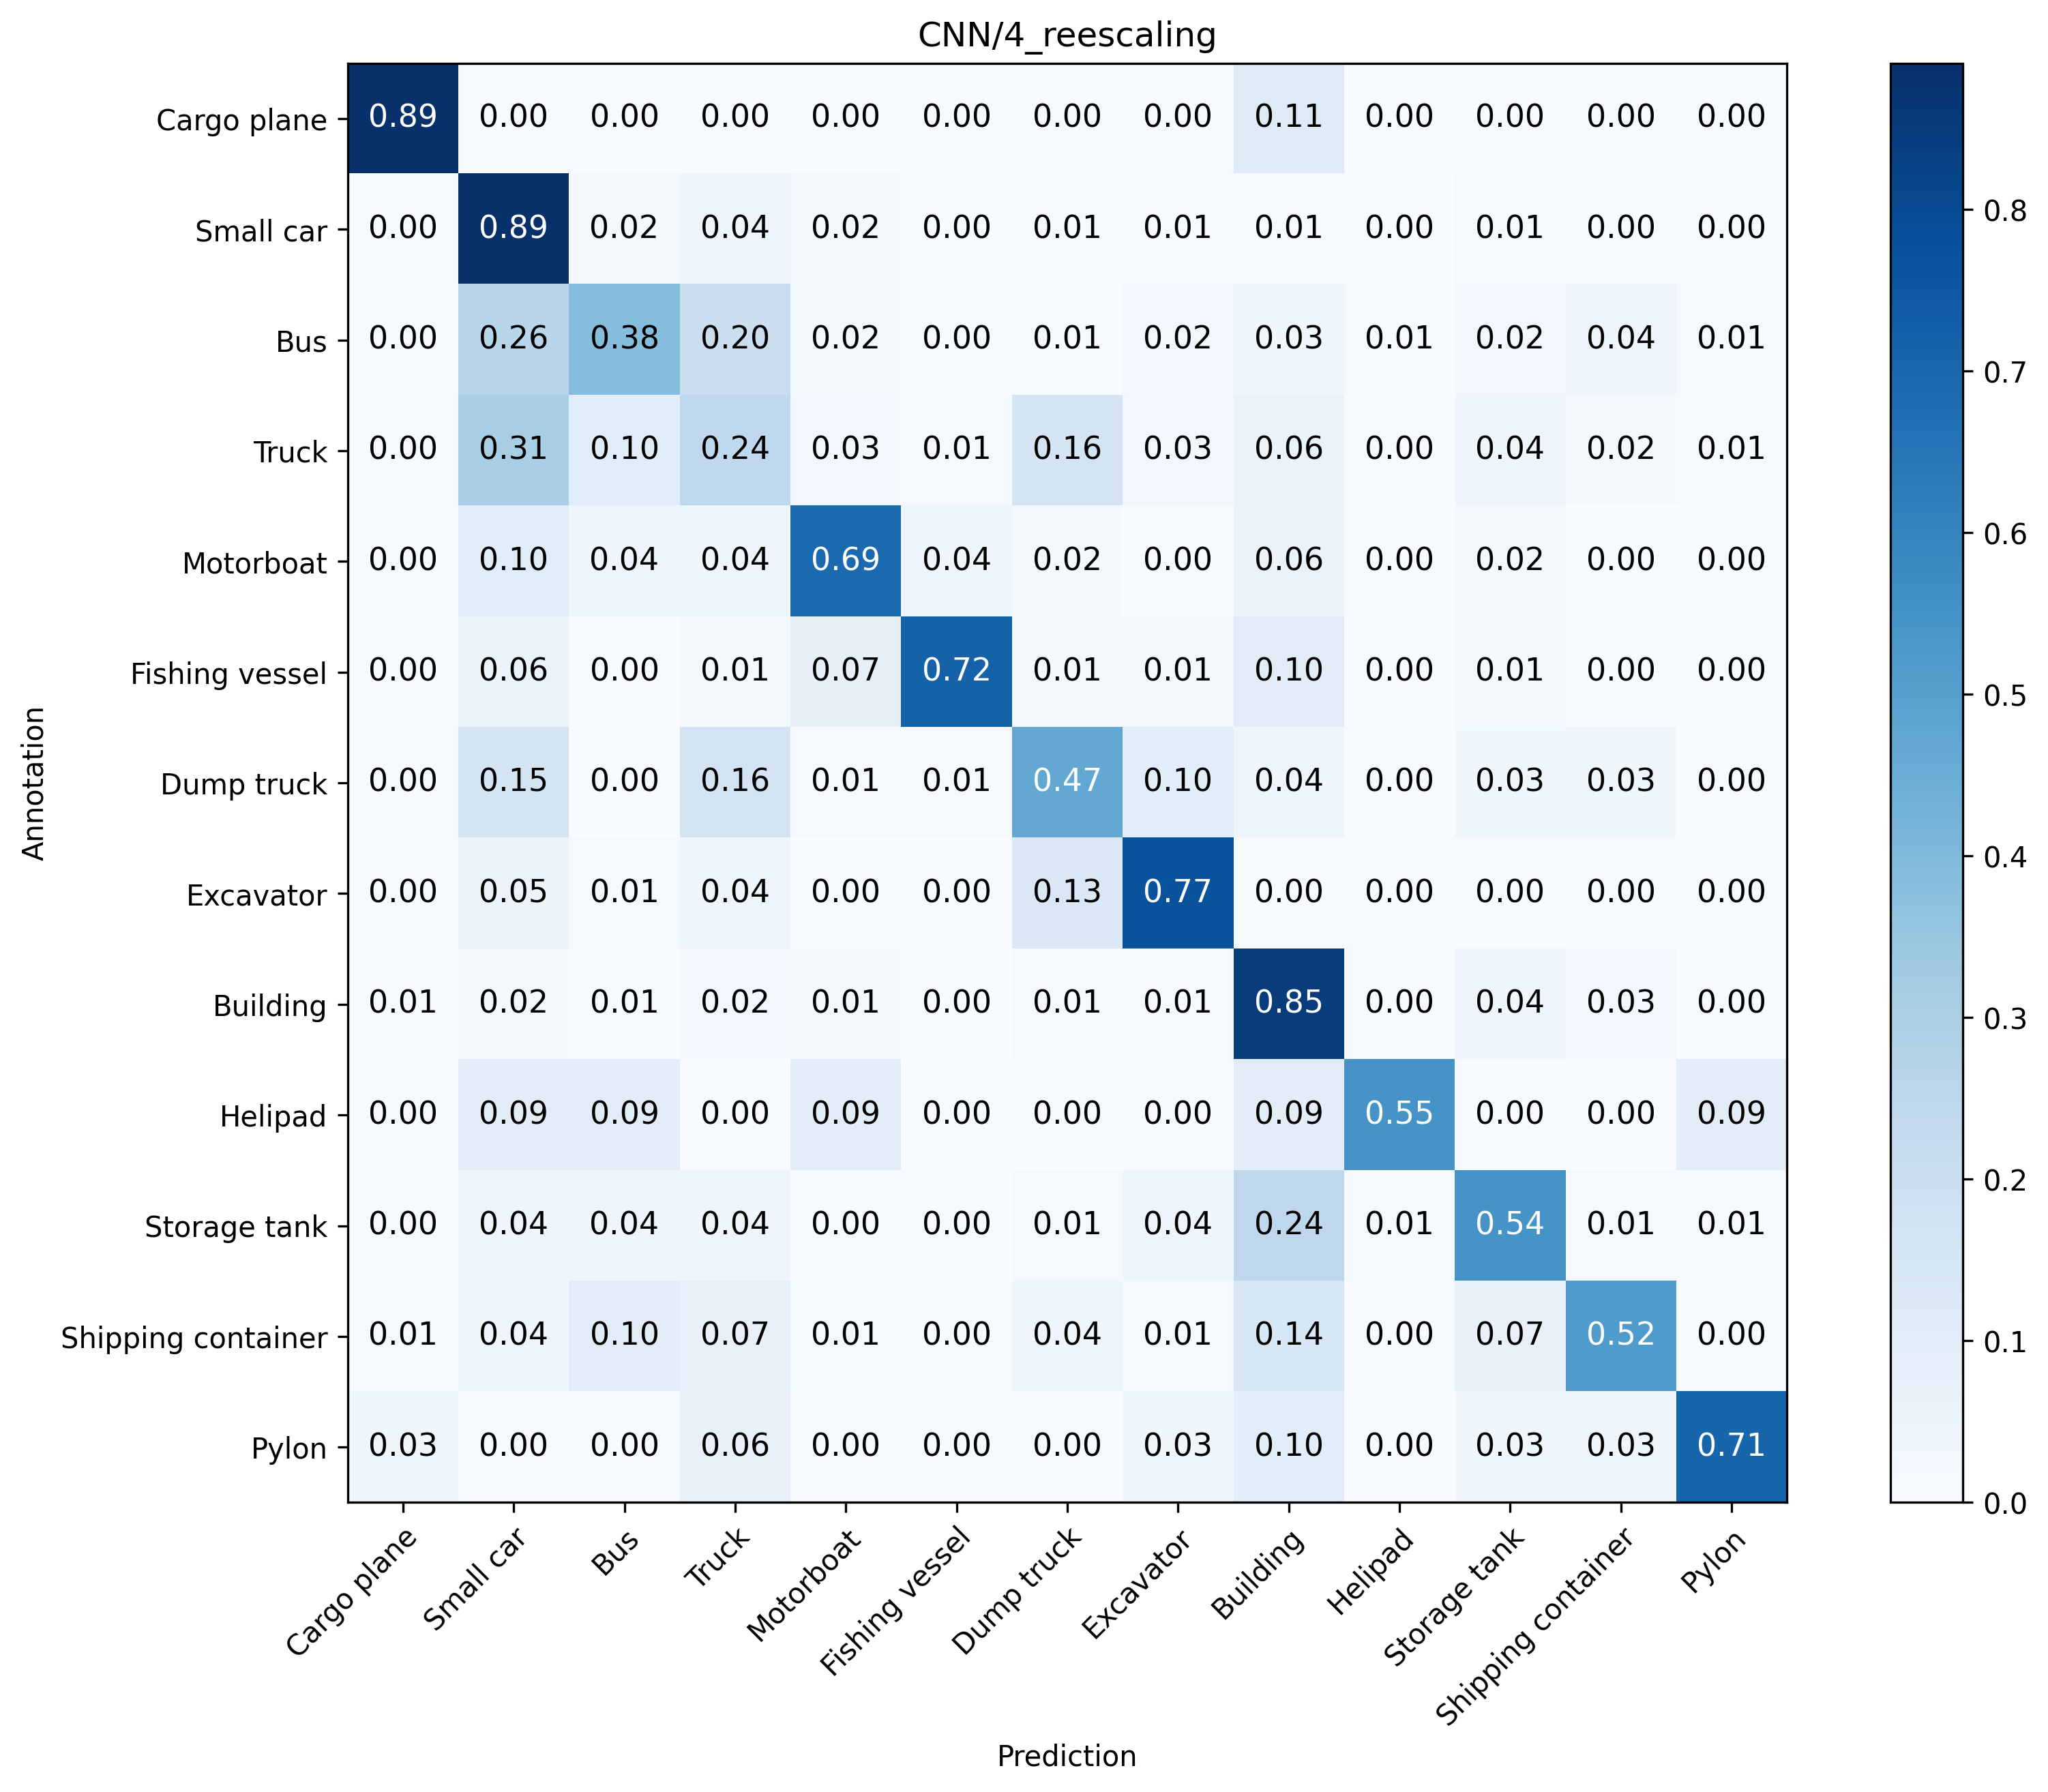 CNN/4_reescaling
Cargo plane 0.89 0.00 0.00 0.00 0.00 0.00 0.00 0.00 0.11 0.00 0.00 0.00 0.00
Small car 0.00 0.89 0.02 0.04 0.02 0.00 0.01 0.01 0.01 0.00 0.01 0.00 0.00
Bus 0.00 0.26 0.38 0.20 0.02 0.00 0.01 0.02 0.03 0.01 0.02 0.04 0.01
Truck 0.00 0.31 0.10 0.24 0.03 0.01 0.16 0.03 0.06 0.00 0.04 0.02 0.01
Motorboat 0.00 0.10 0.04 0.04 0.69 0.04 0.02 0.00 0.06 0.00 0.02 0.00 0.00
Fishing vessel 0.00 0.06 0.00 0.01 0.07 0.72 0.01 0.01 0.10 0.00 0.01 0.00 0.00
Dump truck 0.00 0.15 0.00 0.16 0.01 0.01 0.47 0.10 0.04 0.00 0.03 0.03 0.00
Excavator 0.00 0.05 0.01 0.04 0.00 0.00 0.13 0.77 0.00 0.00 0.00 0.00 0.00
Building 0.01 0.02 0.01 0.02 0.01 0.00 0.01 0.01 0.85 0.00 0.04 0.03 0.00
Helipad 0.00 0.09 0.09 0.00 0.09 0.00 0.00 0.00 0.09 0.55 0.00 0.00 0.09
Storage tank 0.00 0.04 0.04 0.04 0.00 0.00 0.01 0.04 0.24 0.01 0.54 0.01 0.01
Shipping container 0.01 0.04 0.10 0.07 0.01 0.00 0.04 0.01 0.14 0.00 0.07 0.52 0.00
Pylon 0.03 0.00 0.00 0.06 0.00 0.00 0.00 0.03 0.10 0.00 0.03 0.03 0.71
Annotation
Cargo plane
Small car
Bus
Truck
Motorboat
Fishing vessel
Dump truck
Excavator
Building
Helipad
Storage tank
Shipping container
Pylon
Prediction
0.8
0.7
0.6
0.5
0.4
0.3
0.2
0.1
0.0